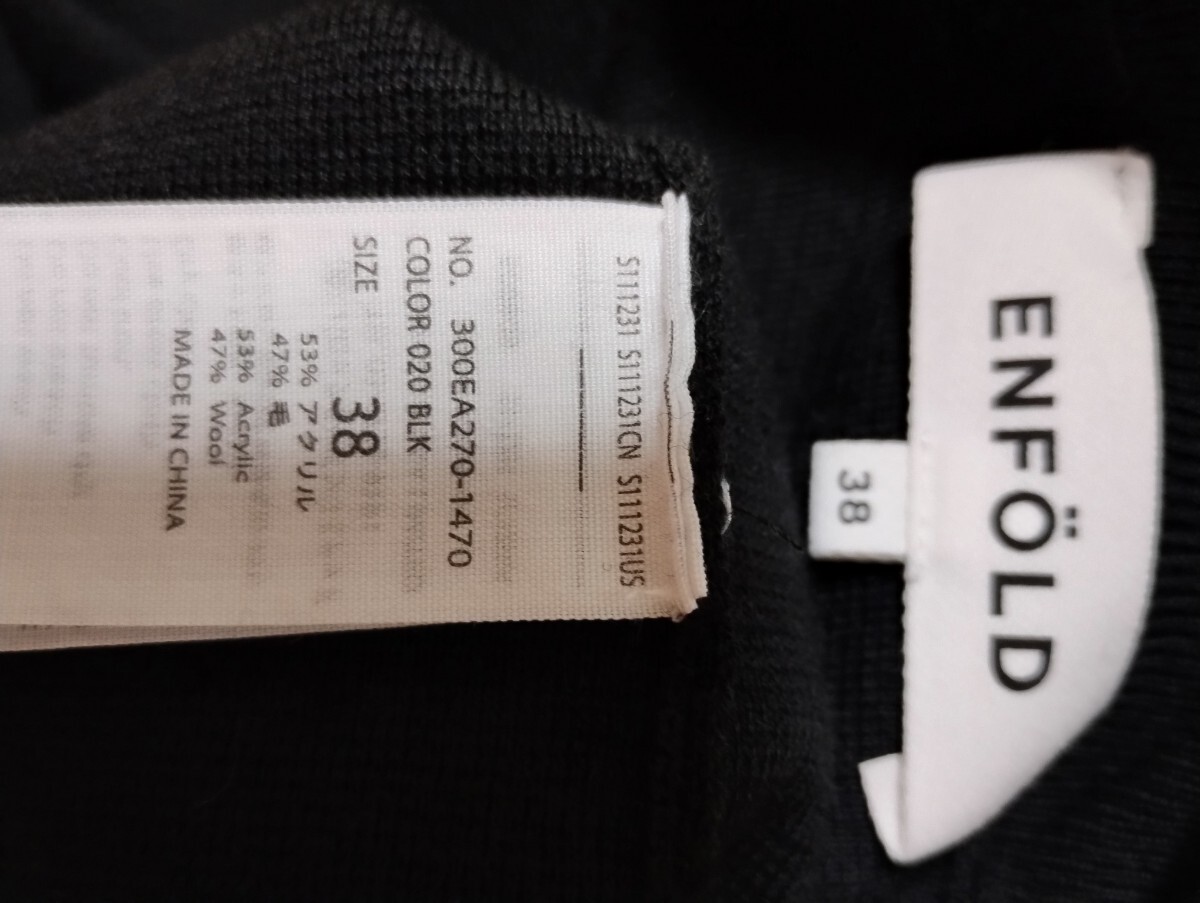 ENFÖLD
38
S111231 S111231CN S111231US
NO. 300EA270-1470
COLOR 020 BLK
SIZE 38
53% アクリル
47% 毛
53% Acrylic
47% Wool
MADE IN CHINA